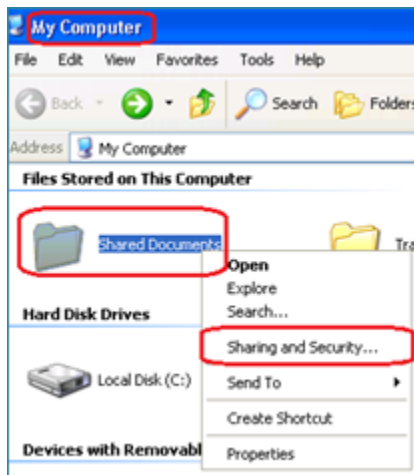 My Computer
File Edit View Favorites Tools Help
Back Search Folders
Address My Computer
Files Stored on This Computer
Shared Documents
Open
Explore
Search...
Hard Disk Drives
Sharing and Security...
Local Disk (C:)
Send To
Create Shortcut
Devices with Removabl
Properties